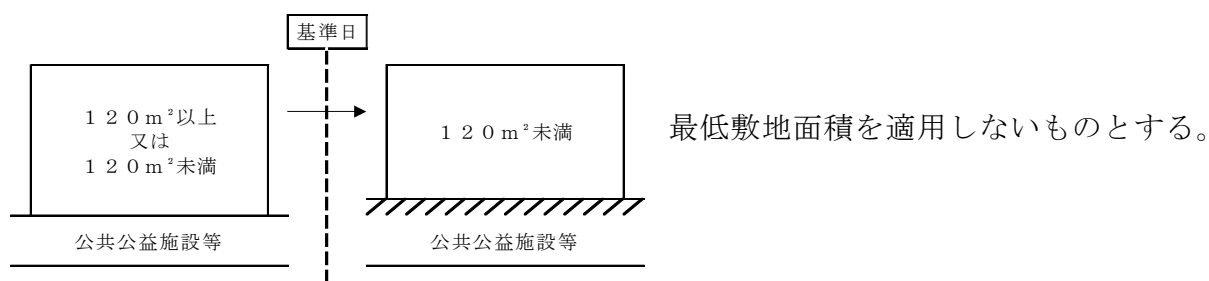 基準日
１２０ｍ²以上
又は
１２０ｍ²未満
公共公益施設等
１２０ｍ²未満
公共公益施設等
最低敷地面積を適用しないものとする。